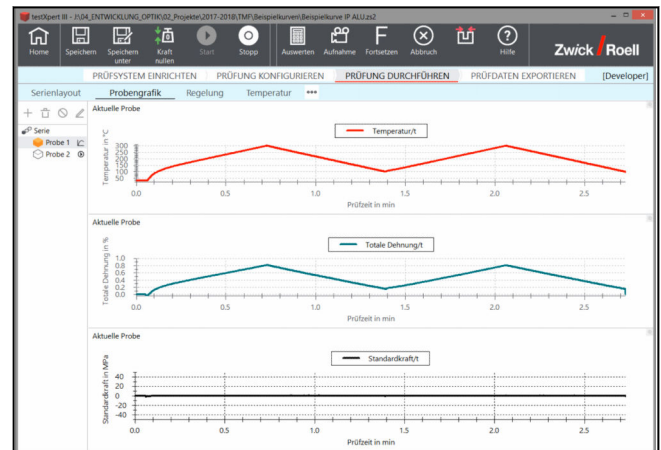 testXpert III - J:\04_ENTWICKLUNG_OPTIK\02_Projekte\2017-2018\TMF\Beispielkurven\Beispielkurve IP ALU.zs2
Home Speichern Speichern unter Kraft nullen Start Stopp Auswerten Aufnahme Fortsetzen Abbruch Hilfe Zwick Roell
PRÜFSYSTEM EINRICHTEN PRÜFUNG KONFIGURIEREN PRÜFUNG DURCHFÜHREN PRÜFDATEN EXPORTIEREN [Developer]
Serienlayout Probengrafik Regelung Temperatur •••
Serie
Probe 1
Probe 2
Aktuelle Probe
Temperatur/t
Temperatur in °C
300
250
200
150
100
50
0.0 0.5 1.0 1.5 2.0 2.5
Prüfzeit in min
Aktuelle Probe
Totale Dehnung/t
Totale Dehnung in %
1.0
0.8
0.6
0.4
0.2
0.0
0.0 0.5 1.0 1.5 2.0 2.5
Prüfzeit in min
Aktuelle Probe
Standardkraft/t
Standardkraft in MPa
40
20
0
-20
-40
0.0 0.5 1.0 1.5 2.0 2.5
Prüfzeit in min